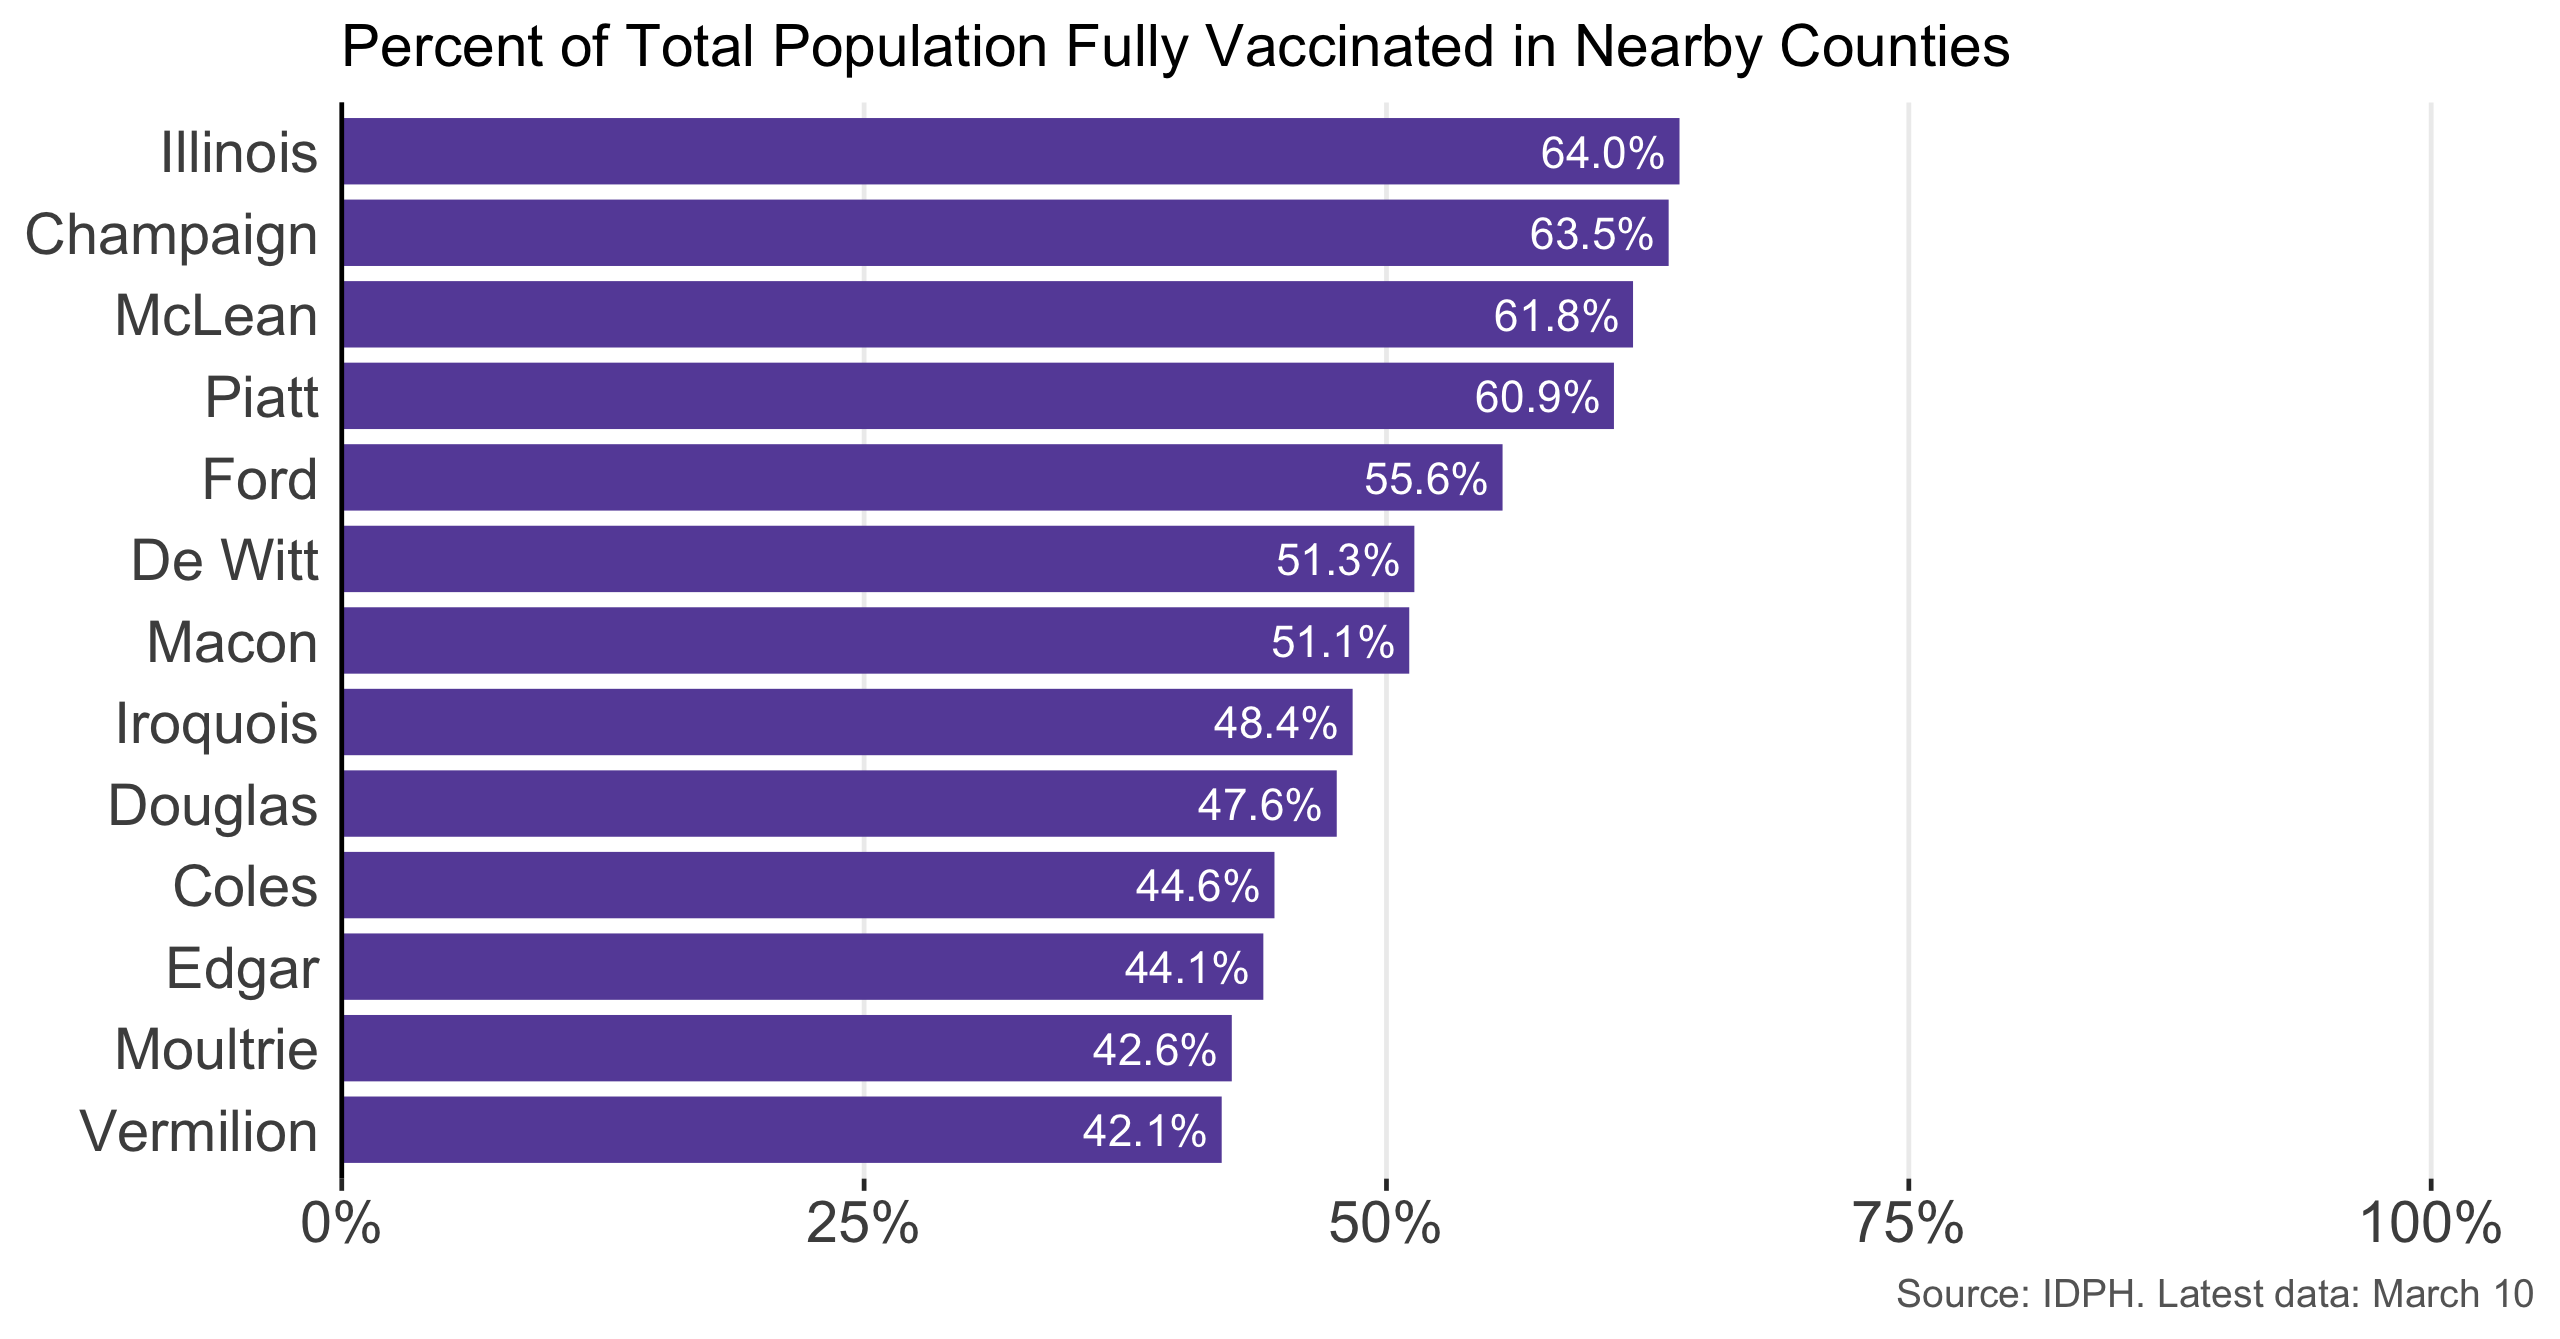 Percent of Total Population Fully Vaccinated in Nearby Counties
Illinois 64.0%
Champaign 63.5%
McLean 61.8%
Piatt 60.9%
Ford 55.6%
De Witt 51.3%
Macon 51.1%
Iroquois 48.4%
Douglas 47.6%
Coles 44.6%
Edgar 44.1%
Moultrie 42.6%
Vermilion 42.1%
0% 25% 50% 75% 100%
Source: IDPH. Latest data: March 10